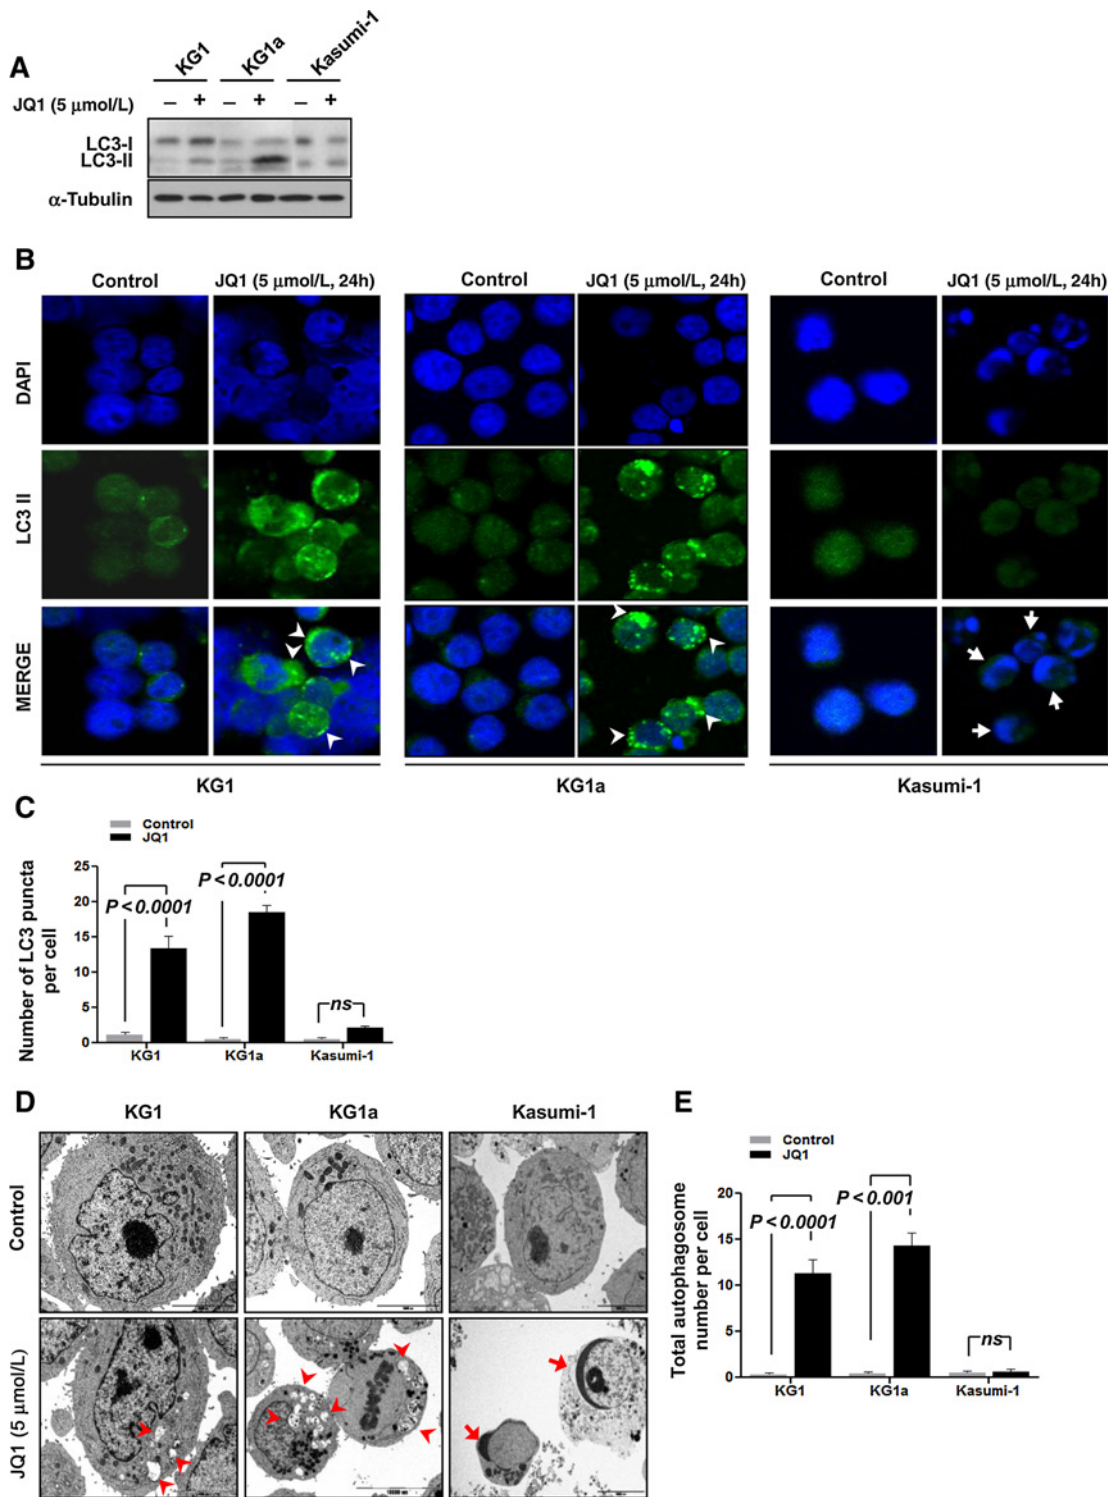 A
KG1 KG1a Kasumi-1
JQ1 (5 μmol/L) – + – + – +
LC3-I
LC3-II
α-Tubulin
B
Control JQ1 (5 μmol/L, 24h) Control JQ1 (5 μmol/L, 24h) Control JQ1 (5 μmol/L, 24h)
DAPI
LC3 II
MERGE
KG1 KG1a Kasumi-1
C
Control
JQ1
Number of LC3 puncta
per cell
25
20
15
10
5
0
P < 0.0001
P < 0.0001
ns
KG1 KG1a Kasumi-1
D
KG1 KG1a Kasumi-1
Control
JQ1 (5 μmol/L)
E
Control
JQ1
Total autophagosome
number per cell
20
15
10
5
0
P < 0.0001
P < 0.001
ns
KG1 KG1a Kasumi-1